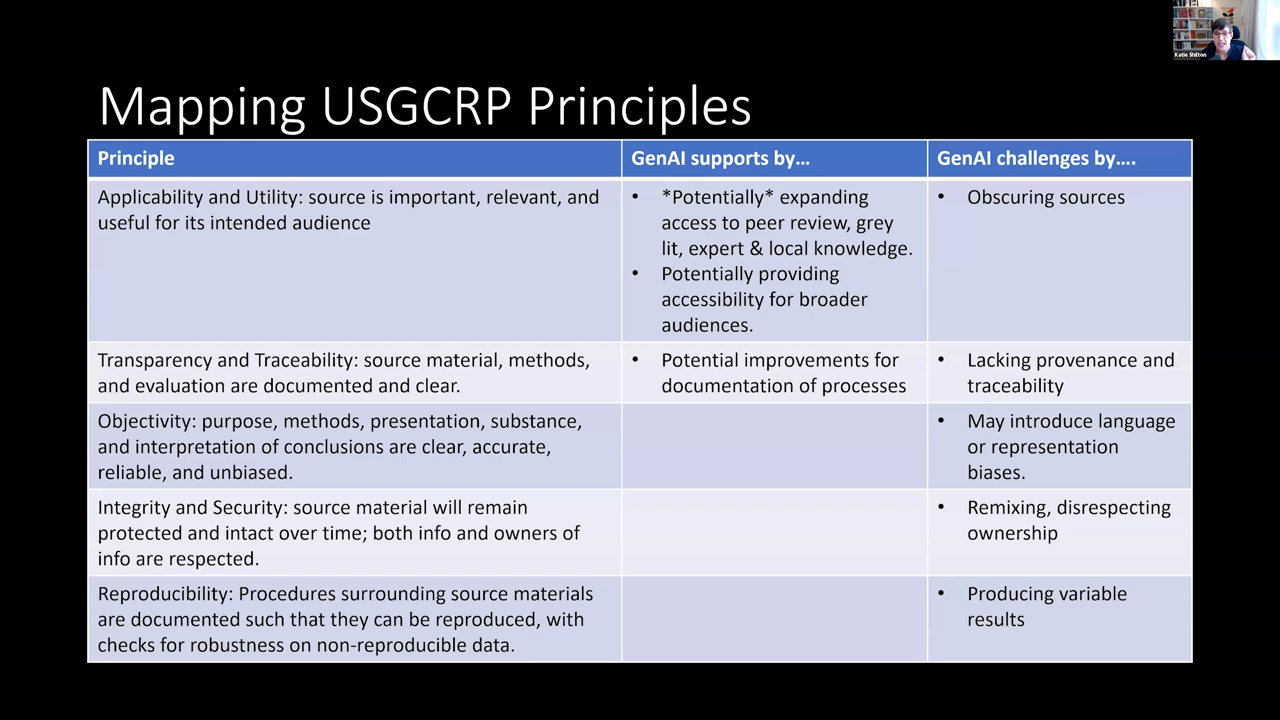 Katie Shilton
Mapping USGCRP Principles
Principle
GenAI supports by…
GenAI challenges by….
Applicability and Utility: source is important, relevant, and
useful for its intended audience
• *Potentially* expanding
access to peer review, grey
lit, expert & local knowledge.
• Potentially providing
accessibility for broader
audiences.
• Obscuring sources
Transparency and Traceability: source material, methods,
and evaluation are documented and clear.
• Potential improvements for
documentation of processes
• Lacking provenance and
traceability
Objectivity: purpose, methods, presentation, substance,
and interpretation of conclusions are clear, accurate,
reliable, and unbiased.
• May introduce language
or representation
biases.
Integrity and Security: source material will remain
protected and intact over time; both info and owners of
info are respected.
• Remixing, disrespecting
ownership
Reproducibility: Procedures surrounding source materials
are documented such that they can be reproduced, with
checks for robustness on non-reproducible data.
• Producing variable
results